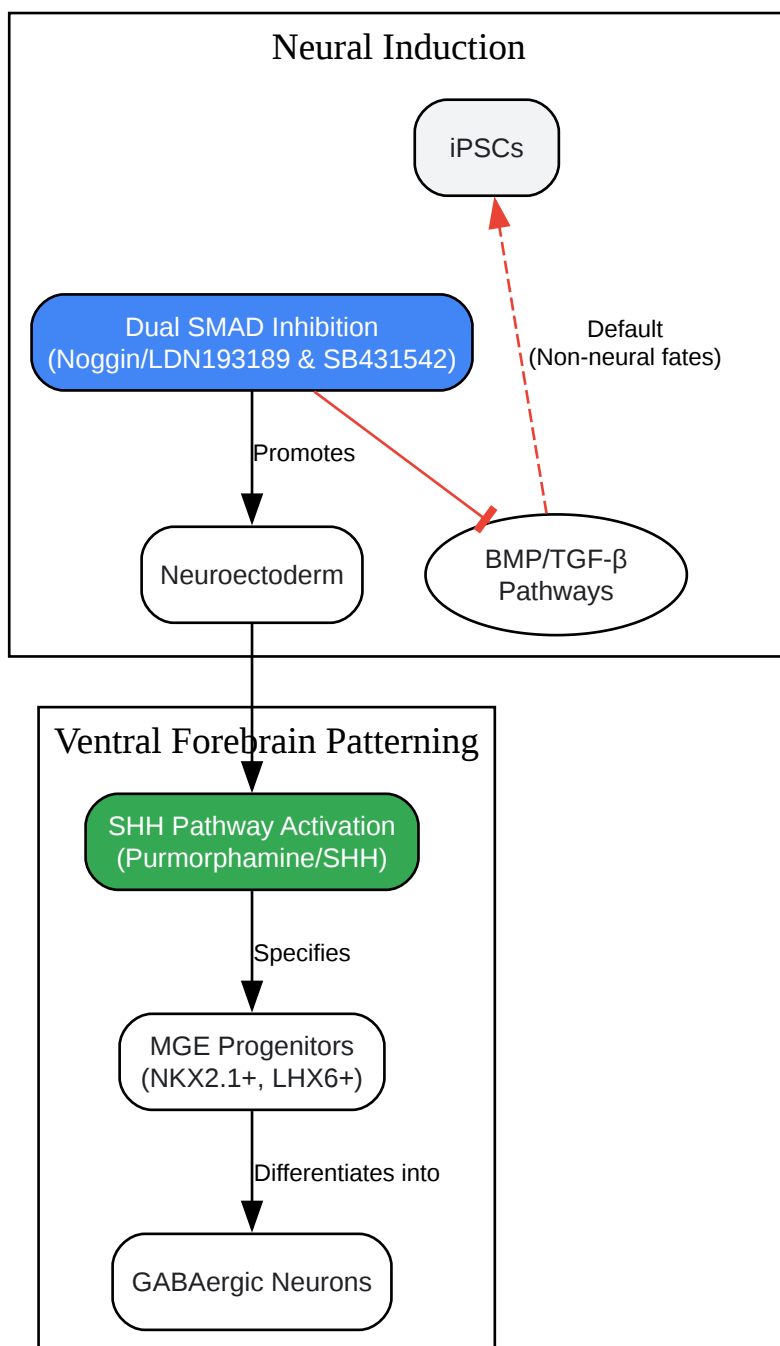 Neural Induction
iPSCs
Dual SMAD Inhibition
(Noggin/LDN193189 & SB431542)
Default
(Non-neural fates)
Promotes
Neuroectoderm
BMP/TGF-β
Pathways
Ventral Forebrain Patterning
SHH Pathway Activation
(Purmorphamine/SHH)
Specifies
MGE Progenitors
(NKX2.1+, LHX6+)
Differentiates into
GABAergic Neurons